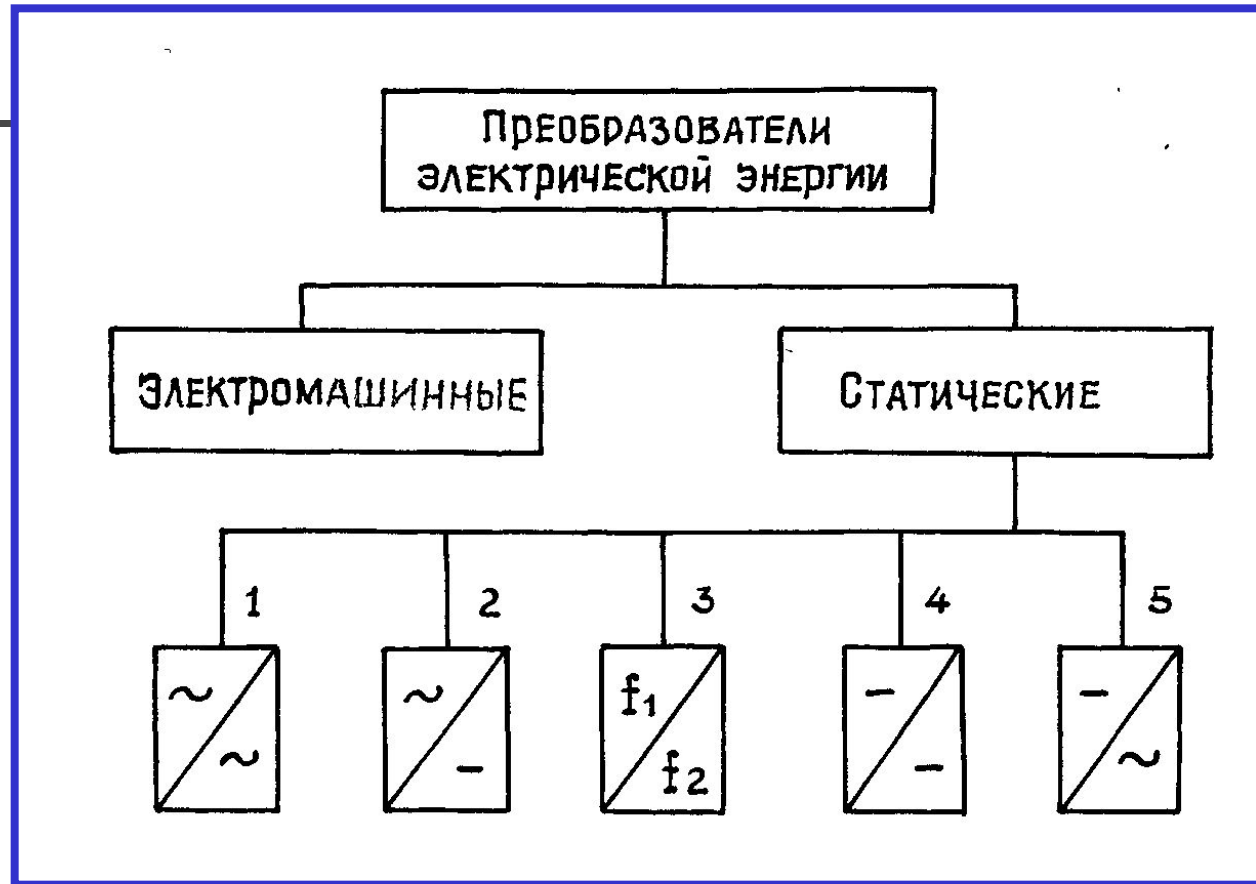 Преобразователи
электрической энергии
Электромашинные
Статические
1 2 3 4 5
~ ~ f1 - -
~ - f2 - ~